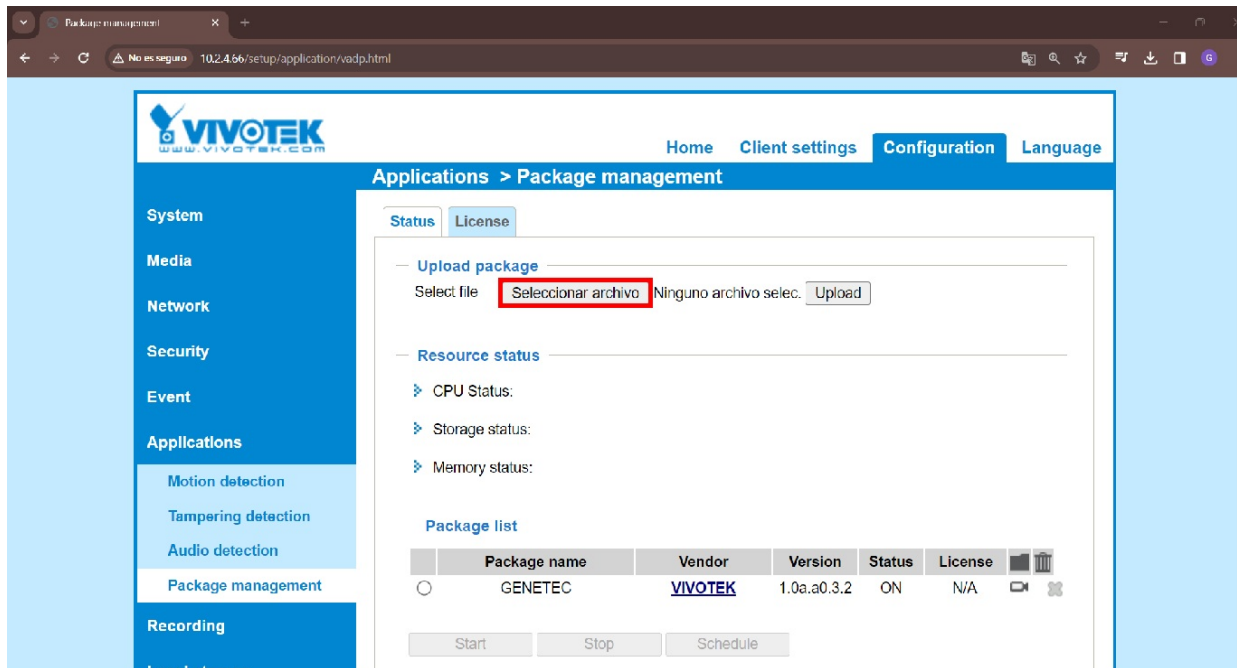 Package management
No es seguro 10.2.4.66/setup/application/vadp.html
G
VIVOTEK
www.vivotek.com
Home Client settings Configuration Language
Applications > Package management
System
Media
Network
Security
Event
Applications
Motion detection
Tampering detection
Audio detection
Package management
Recording
Status License
Upload package
Select file Seleccionar archivo Ninguno archivo selec. Upload
Resource status
CPU Status:
Storage status:
Memory status:
Package list
Package name Vendor Version Status License
GENETEC VIVOTEK 1.0a.a0.3.2 ON N/A
Start Stop Schedule